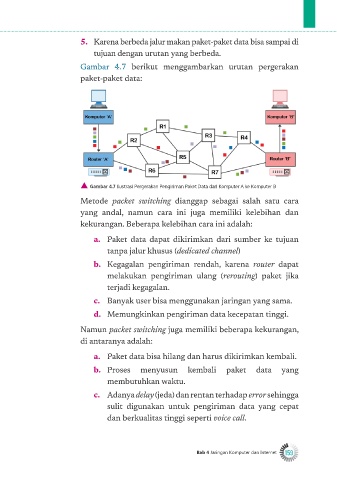 5. Karena berbeda jalur makan paket-paket data bisa sampai di
tujuan dengan urutan yang berbeda.
Gambar 4.7 berikut menggambarkan urutan pergerakan
paket-paket data:
Komputer 'A'
Komputer 'B'
R1
R2
R3
R4
Router 'A'
R5
Router 'B'
R6
R7
Gambar 4.7 Ilustrasi Pergerakan Pengiriman Paket Data dari Komputer A ke Komputer B
Metode packet switching dianggap sebagai salah satu cara
yang andal, namun cara ini juga memiliki kelebihan dan
kekurangan. Beberapa kelebihan cara ini adalah:
a. Paket data dapat dikirimkan dari sumber ke tujuan
tanpa jalur khusus (dedicated channel)
b. Kegagalan pengiriman rendah, karena router dapat
melakukan pengiriman ulang (rerouting) paket jika
terjadi kegagalan.
c. Banyak user bisa menggunakan jaringan yang sama.
d. Memungkinkan pengiriman data kecepatan tinggi.
Namun packet switching juga memiliki beberapa kekurangan,
di antaranya adalah:
a. Paket data bisa hilang dan harus dikirimkan kembali.
b. Proses menyusun kembali paket data yang
membutuhkan waktu.
c. Adanya delay (jeda) dan rentan terhadap error sehingga
sulit digunakan untuk pengiriman data yang cepat
dan berkualitas tinggi seperti voice call.
Bab 4 Jaringan Komputer dan Internet 159